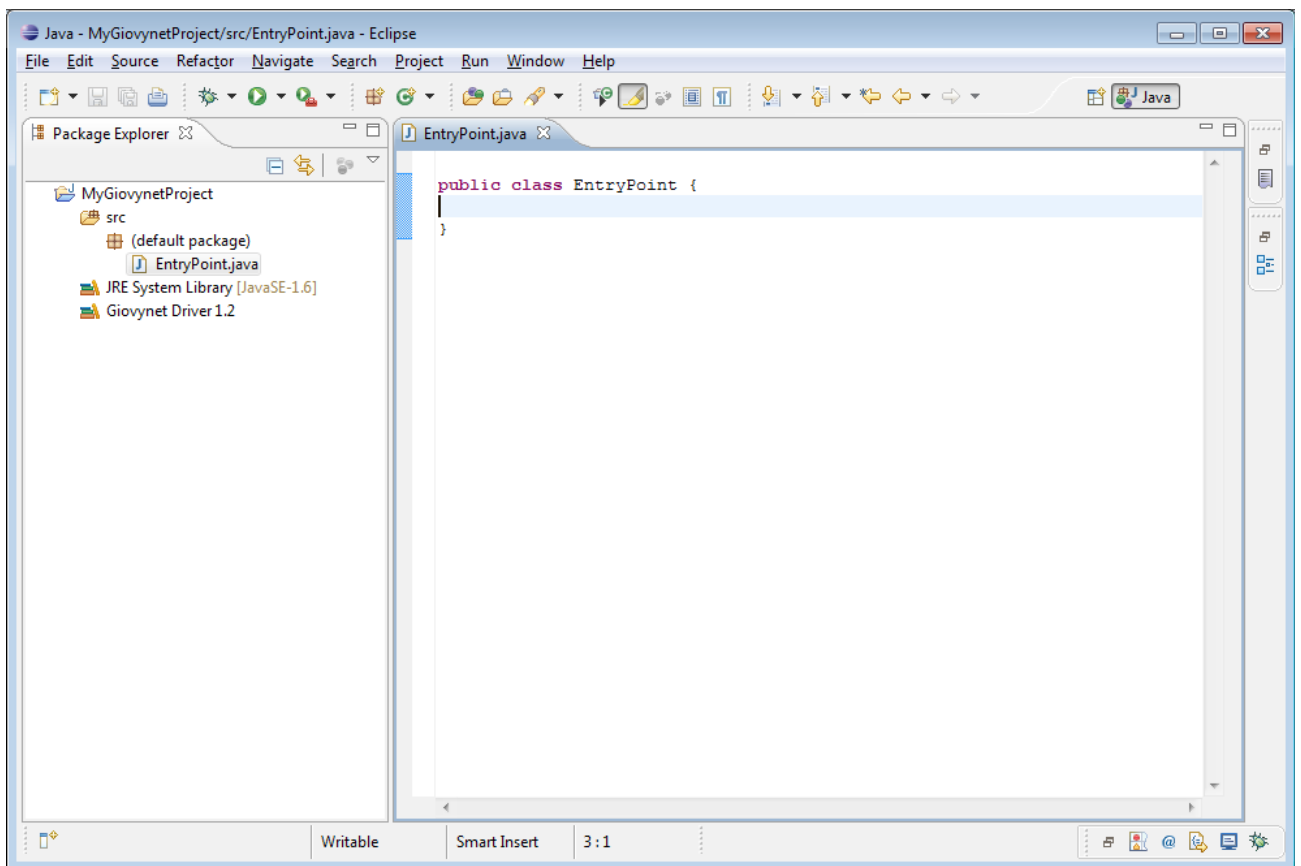 Java - MyGiovynetProject/src/EntryPoint.java - Eclipse
File Edit Source Refactor Navigate Search Project Run Window Help
Java
Package Explorer
EntryPoint.java
MyGiovynetProject
src
(default package)
EntryPoint.java
JRE System Library [JavaSE-1.6]
Giovynet Driver 1.2
public class EntryPoint {
}
Writable Smart Insert 3 : 1